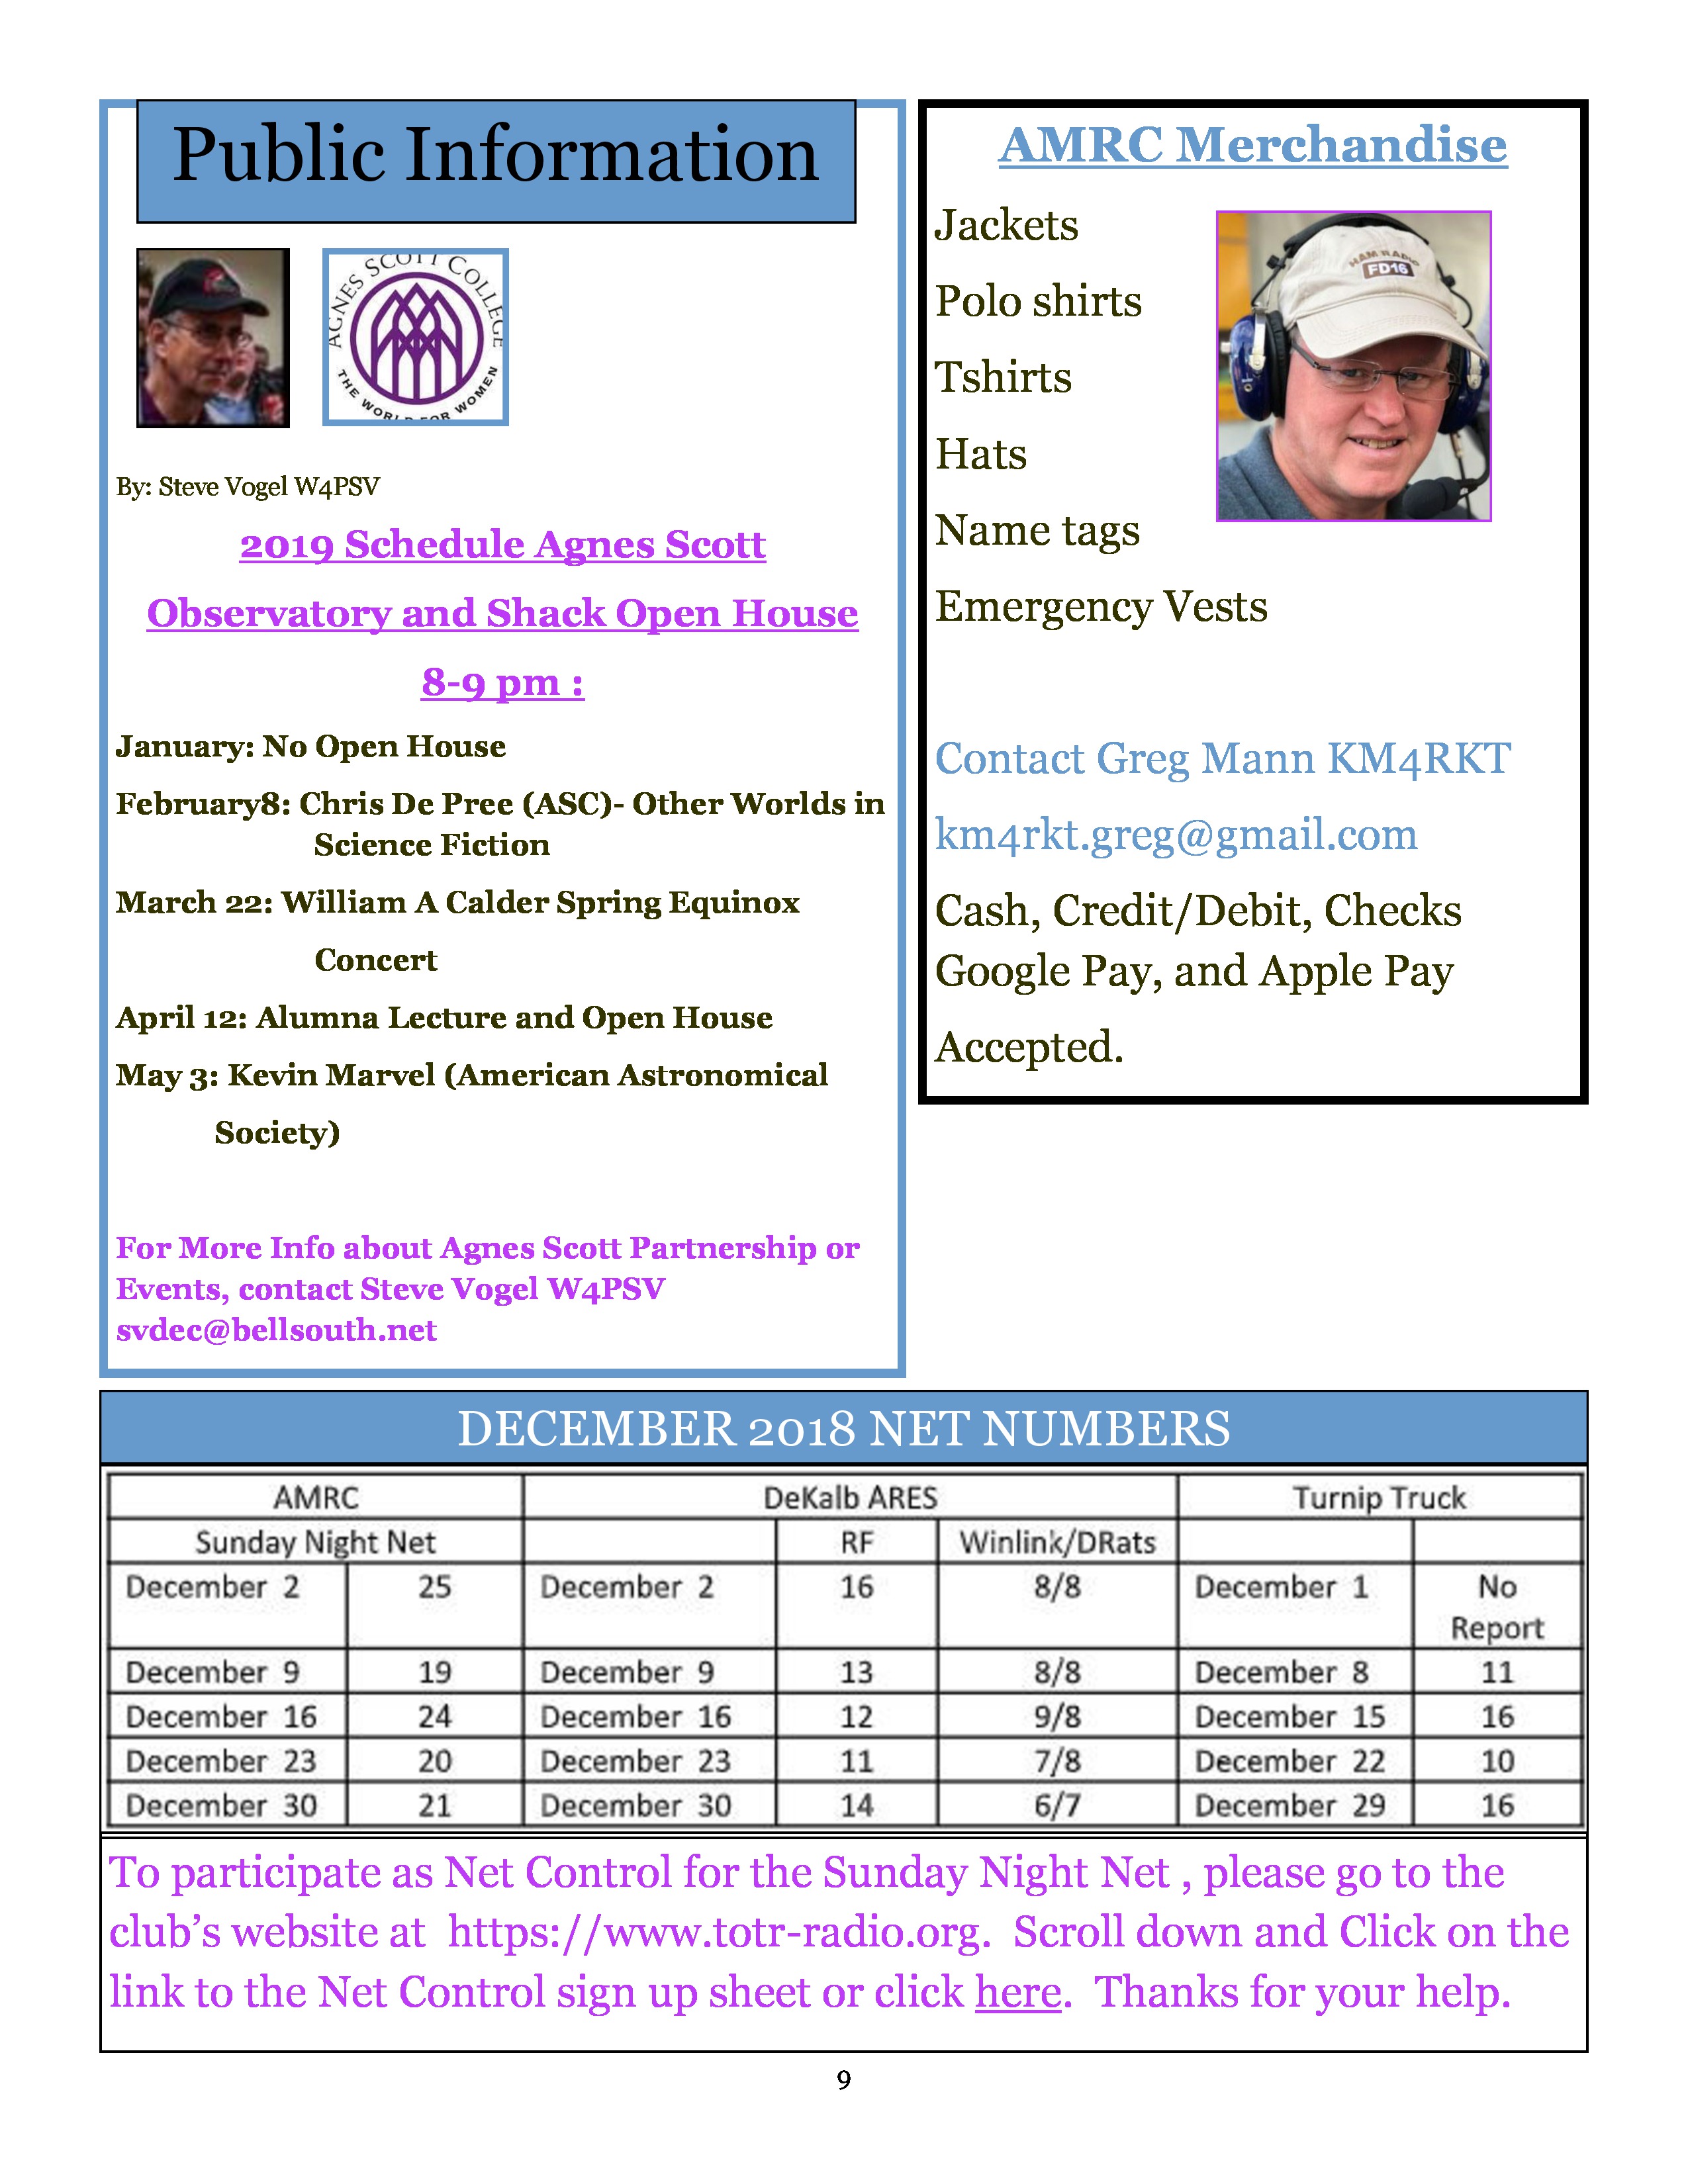 Public Information
AGNES SCOTT COLLEGE
THE WORLD FOR WOMEN
By: Steve Vogel W4PSV
2019 Schedule Agnes Scott
Observatory and Shack Open House
8-9 pm :
January: No Open House
February8: Chris De Pree (ASC)- Other Worlds in
Science Fiction
March 22: William A Calder Spring Equinox
Concert
April 12: Alumna Lecture and Open House
May 3: Kevin Marvel (American Astronomical
Society)
For More Info about Agnes Scott Partnership or
Events, contact Steve Vogel W4PSV
svdec@bellsouth.net
AMRC Merchandise
Jackets
Polo shirts
Tshirts
Hats
Name tags
Emergency Vests
HAM RADIO
FD16
Contact Greg Mann KM4RKT
km4rkt.greg@gmail.com
Cash, Credit/Debit, Checks
Google Pay, and Apple Pay
Accepted.
DECEMBER 2018 NET NUMBERS
AMRC DeKalb ARES Turnip Truck
Sunday Night Net RF Winlink/DRats
December 2 25 December 2 16 8/8 December 1 No
Report
December 9 19 December 9 13 8/8 December 8 11
December 16 24 December 16 12 9/8 December 15 16
December 23 20 December 23 11 7/8 December 22 10
December 30 21 December 30 14 6/7 December 29 16
To participate as Net Control for the Sunday Night Net , please go to the
club’s website at https://www.totr-radio.org. Scroll down and Click on the
link to the Net Control sign up sheet or click here. Thanks for your help.
9